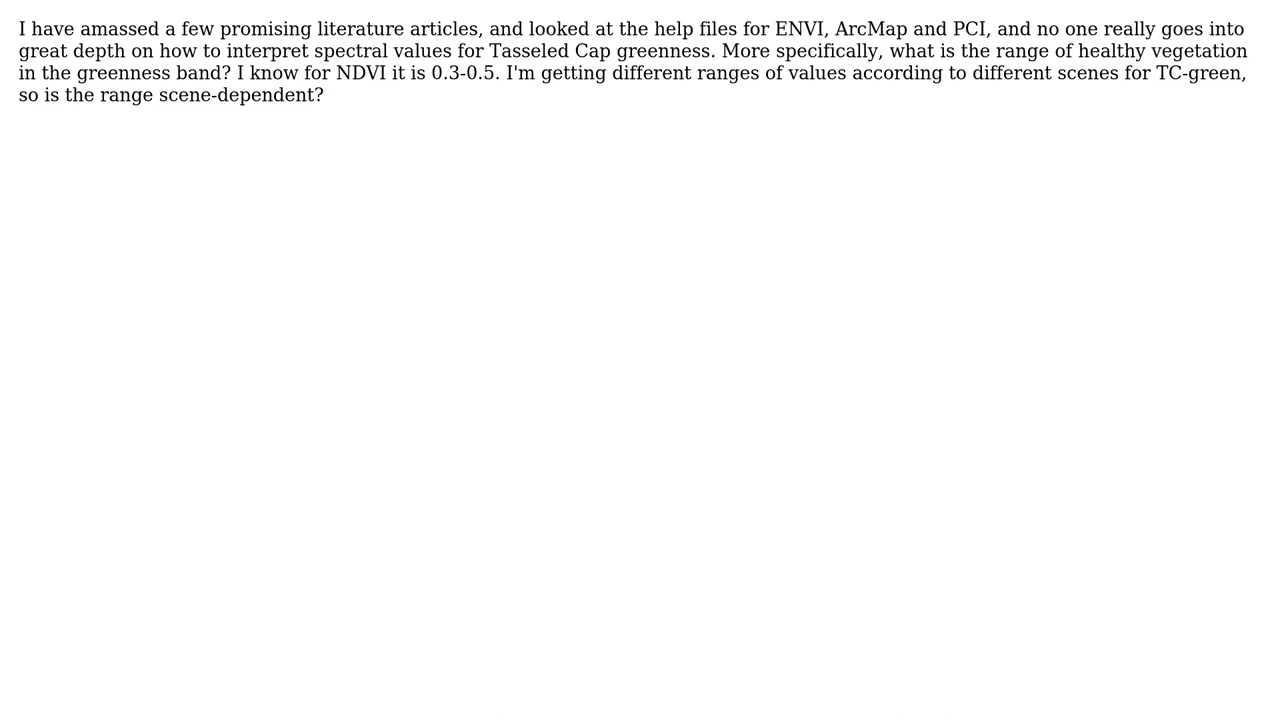 I have amassed a few promising literature articles, and looked at the help files for ENVI, ArcMap and PCI, and no one really goes into
great depth on how to interpret spectral values for Tasseled Cap greenness. More specifically, what is the range of healthy vegetation
in the greenness band? I know for NDVI it is 0.3-0.5. I'm getting different ranges of values according to different scenes for TC-green,
so is the range scene-dependent?